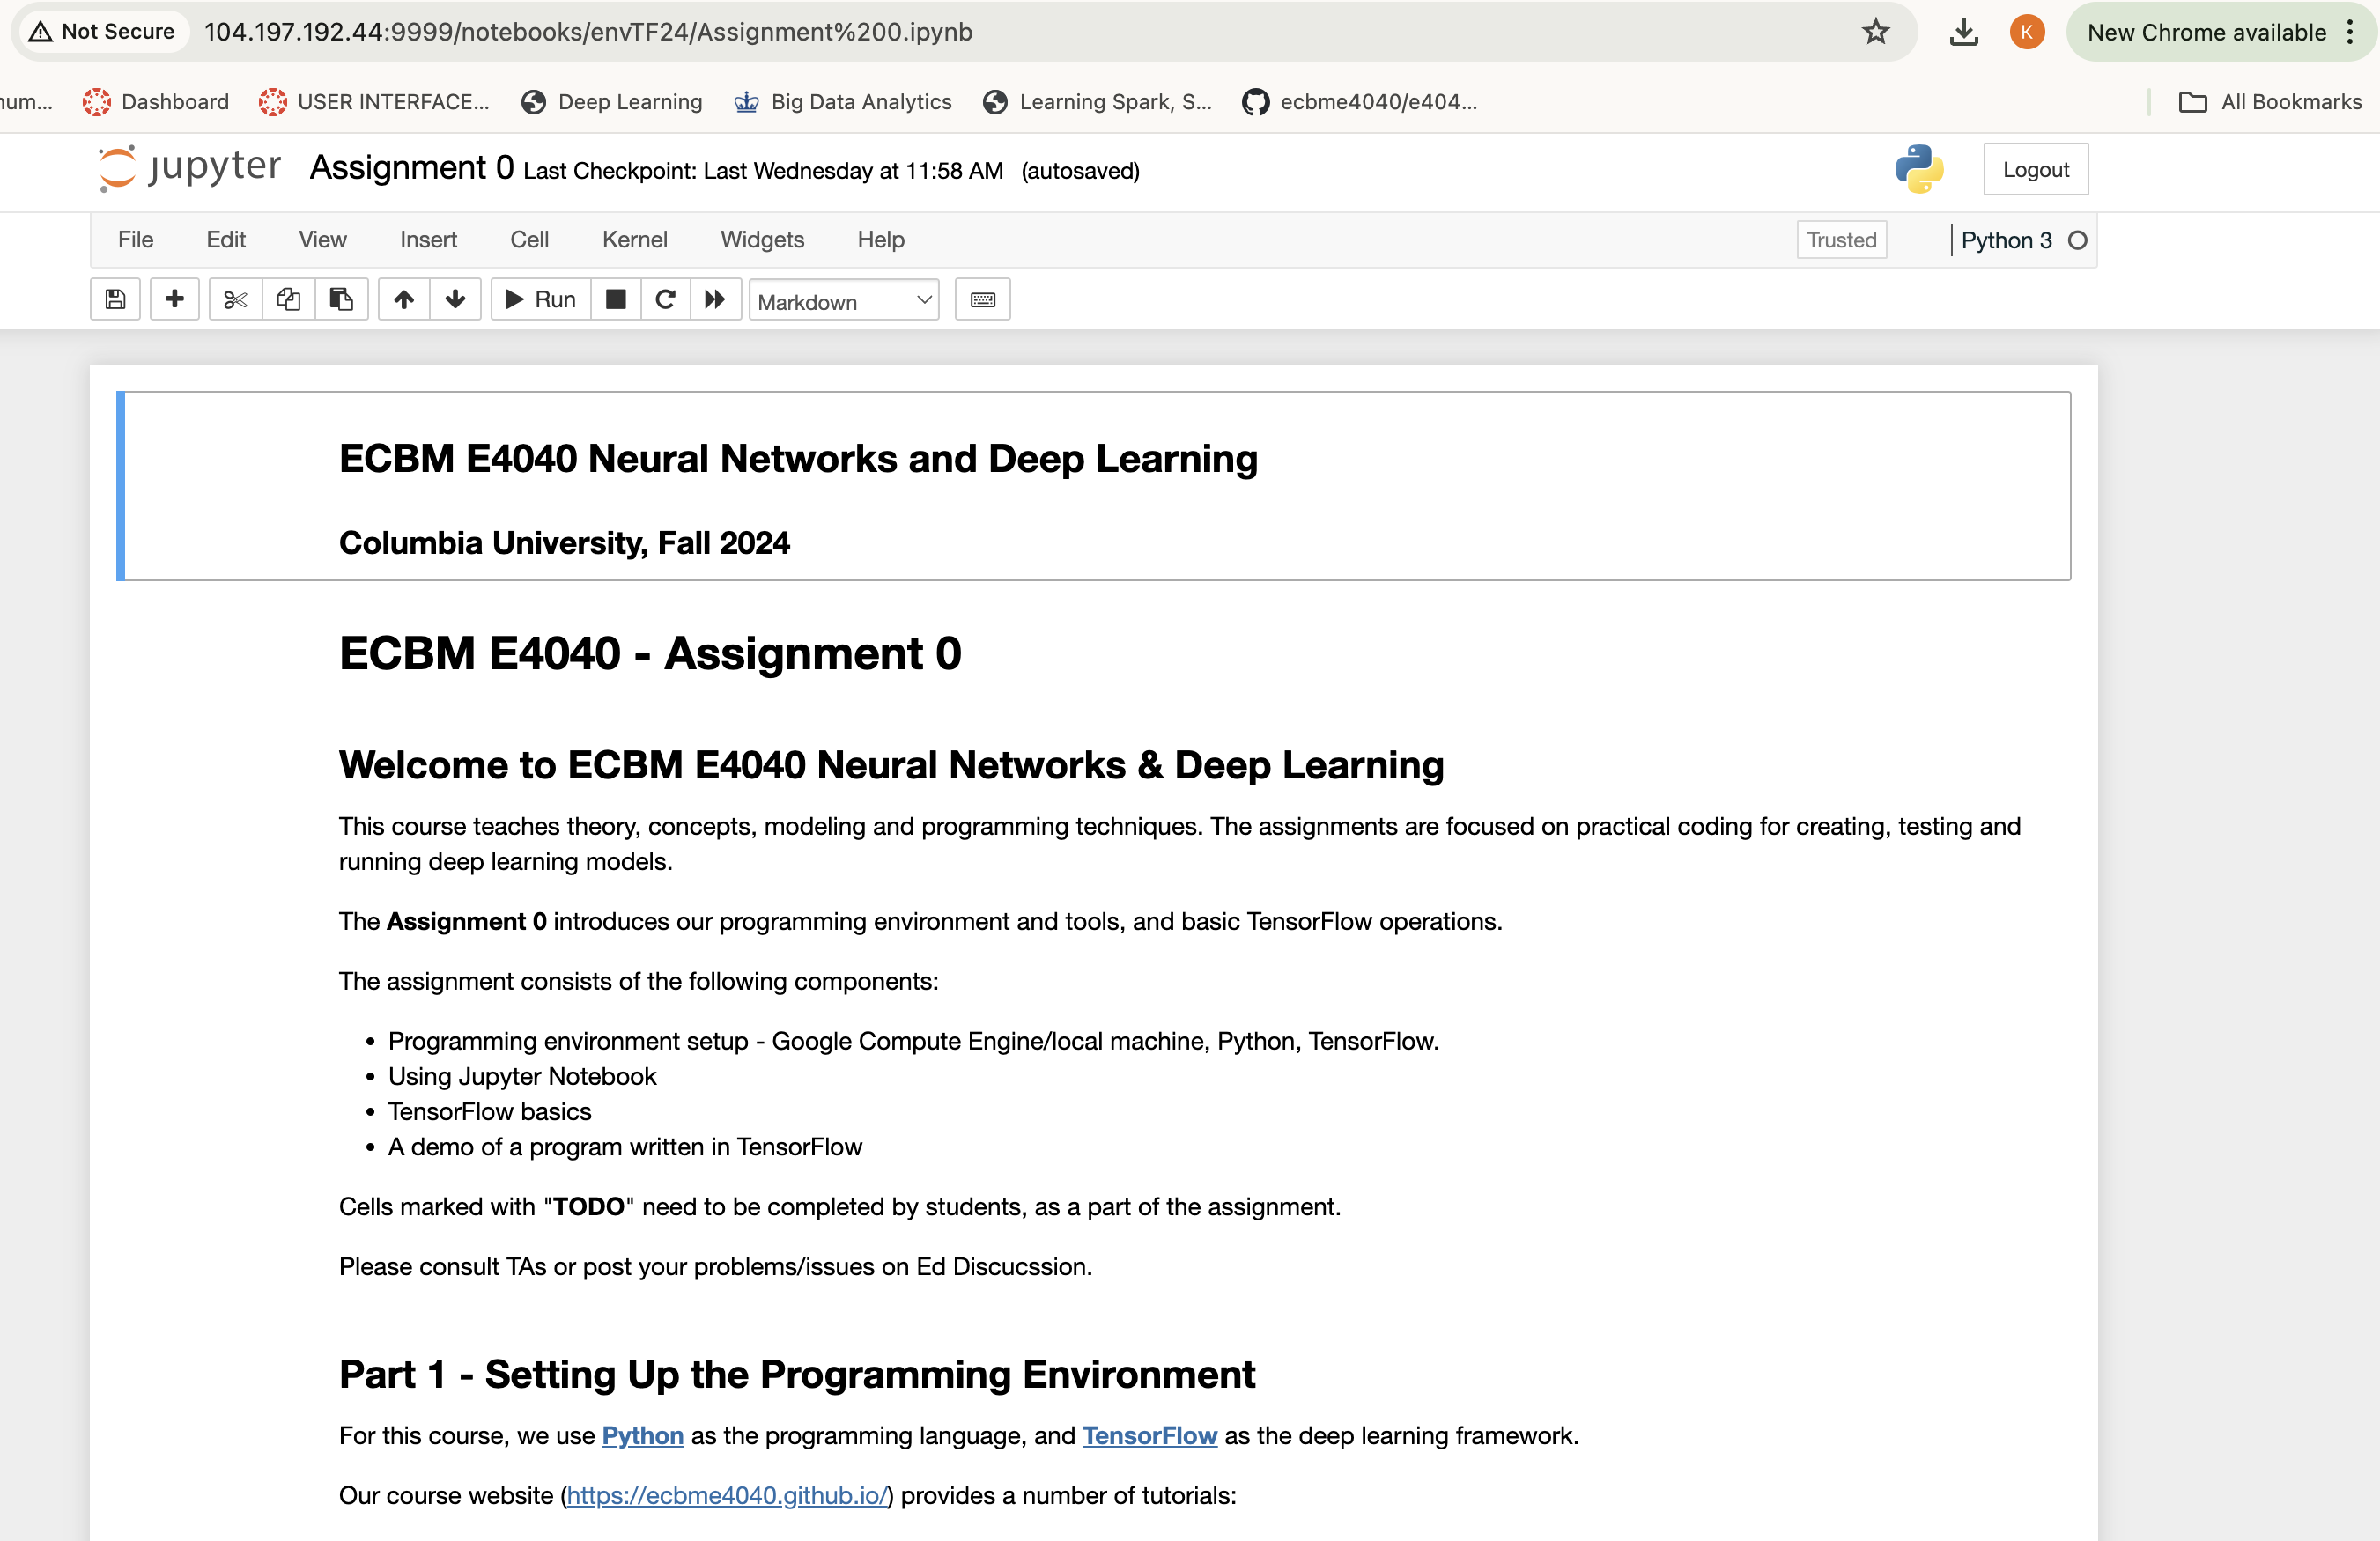 Not Secure 104.197.192.44:9999/notebooks/envTF24/Assignment%200.ipynb K New Chrome available
num... Dashboard USER INTERFACE... Deep Learning Big Data Analytics Learning Spark, S... ecbme4040/e404... All Bookmarks
jupyter Assignment 0 Last Checkpoint: Last Wednesday at 11:58 AM (autosaved) Logout
File Edit View Insert Cell Kernel Widgets Help Trusted Python 3
Run Markdown
ECBM E4040 Neural Networks and Deep Learning
Columbia University, Fall 2024
ECBM E4040 - Assignment 0
Welcome to ECBM E4040 Neural Networks & Deep Learning
This course teaches theory, concepts, modeling and programming techniques. The assignments are focused on practical coding for creating, testing and
running deep learning models.
The Assignment 0 introduces our programming environment and tools, and basic TensorFlow operations.
The assignment consists of the following components:
• Programming environment setup - Google Compute Engine/local machine, Python, TensorFlow.
• Using Jupyter Notebook
• TensorFlow basics
• A demo of a program written in TensorFlow
Cells marked with "TODO" need to be completed by students, as a part of the assignment.
Please consult TAs or post your problems/issues on Ed Discucssion.
Part 1 - Setting Up the Programming Environment
For this course, we use Python as the programming language, and TensorFlow as the deep learning framework.
Our course website (https://ecbme4040.github.io/) provides a number of tutorials: